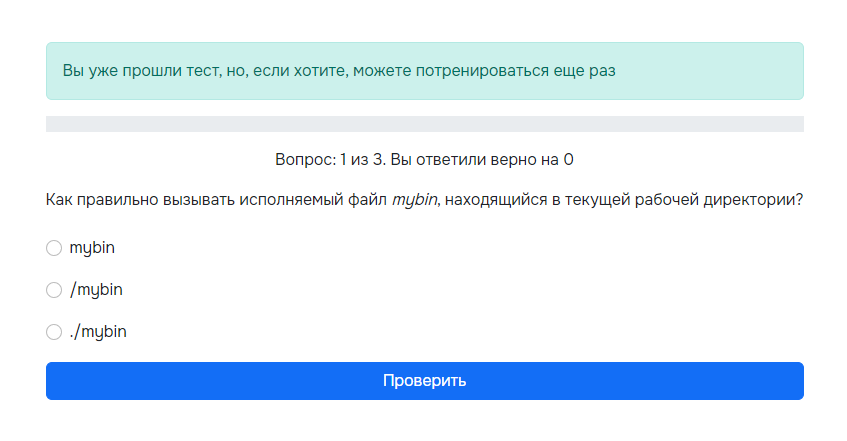 Вы уже прошли тест, но, если хотите, можете потренироваться еще раз
Вопрос: 1 из 3. Вы ответили верно на 0
Как правильно вызывать исполняемый файл mybin, находящийся в текущей рабочей директории?
mybin
/mybin
./mybin
Проверить